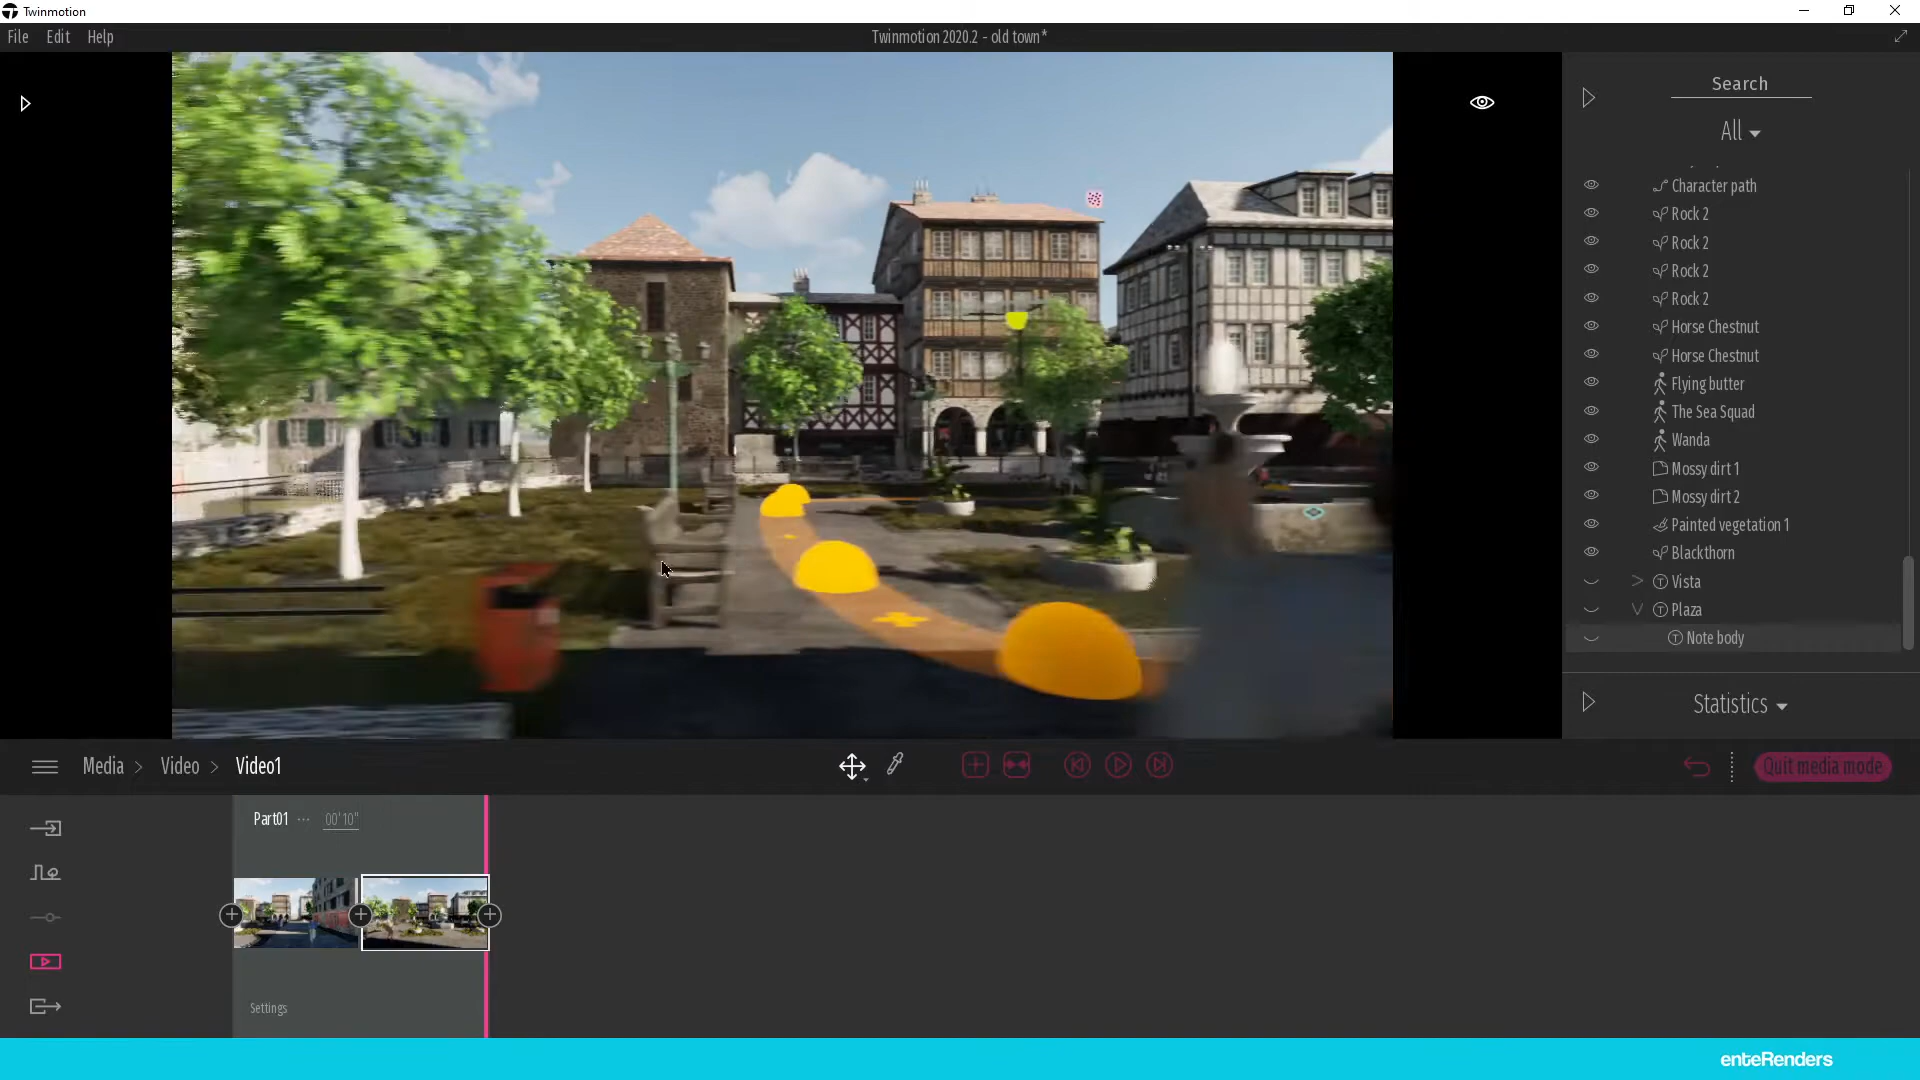 Twinmotion
File Edit Help
Twinmotion 2020.2 - old town*
Search
All
Character path
Rock 2
Rock 2
Rock 2
Rock 2
Horse Chestnut
Horse Chestnut
Flying butter
The Sea Squad
Wanda
Mossy dirt 1
Mossy dirt 2
Painted vegetation 1
Blackthorn
> T Vista
V T Plaza
T Note body
Statistics
Media > Video > Video1
Quit media mode
Part01 ... 00'10"
Settings
enteRenders